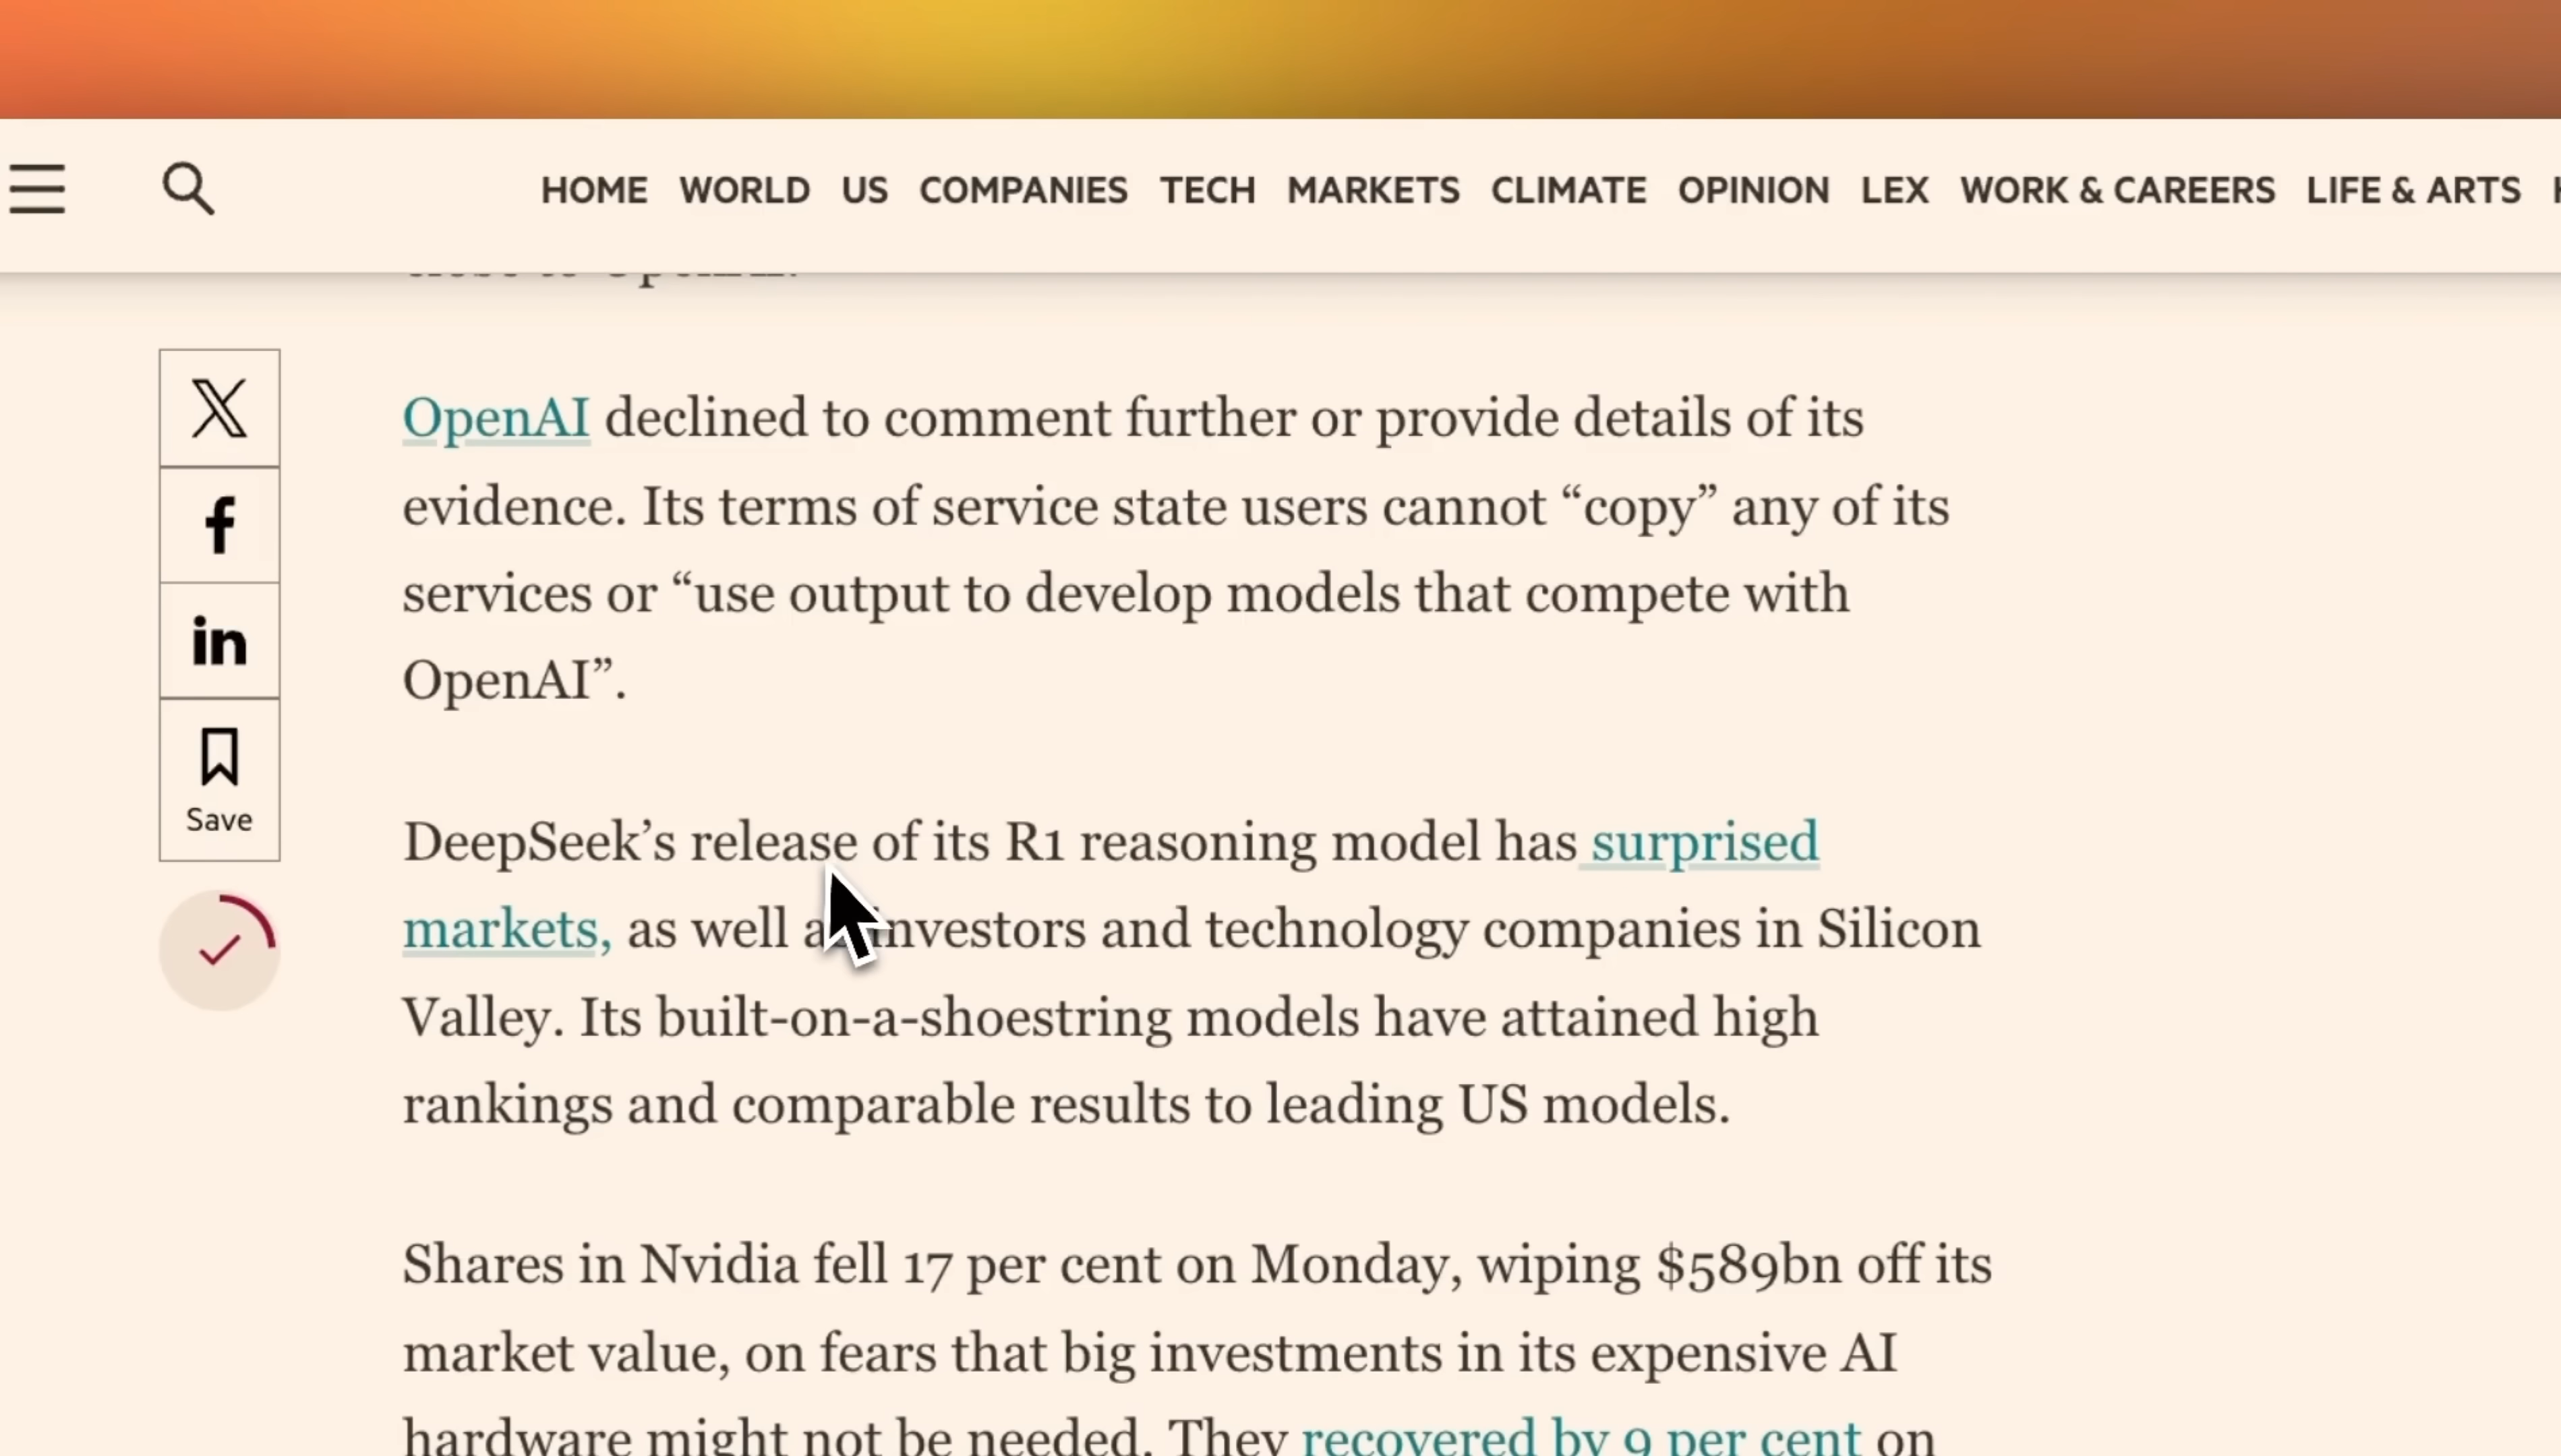 HOME WORLD US COMPANIES TECH MARKETS CLIMATE OPINION LEX WORK & CAREERS LIFE & ARTS
OpenAI declined to comment further or provide details of its
evidence. Its terms of service state users cannot “copy” any of its
services or “use output to develop models that compete with
OpenAI”.
Save
DeepSeek’s release of its R1 reasoning model has surprised
markets, as well investors and technology companies in Silicon
Valley. Its built-on-a-shoestring models have attained high
rankings and comparable results to leading US models.
Shares in Nvidia fell 17 per cent on Monday, wiping $589bn off its
market value, on fears that big investments in its expensive AI
hardware might not be needed. They recovered by 9 per cent on